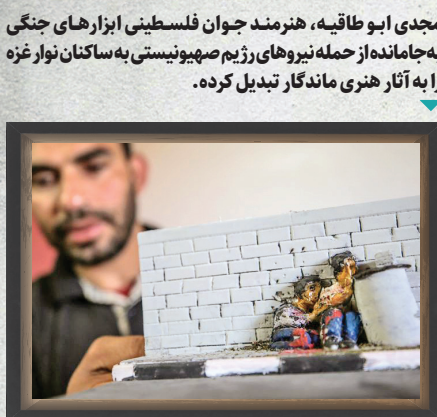 مجدی ابو طاقیه، هنرمند جوان فلسطینی ابزارهای جنگی
به‌جامانده از حمله نیروهای رژیم صهیونیستی به ساکنان نوار غزه
را به آثار هنری ماندگار تبدیل کرده.